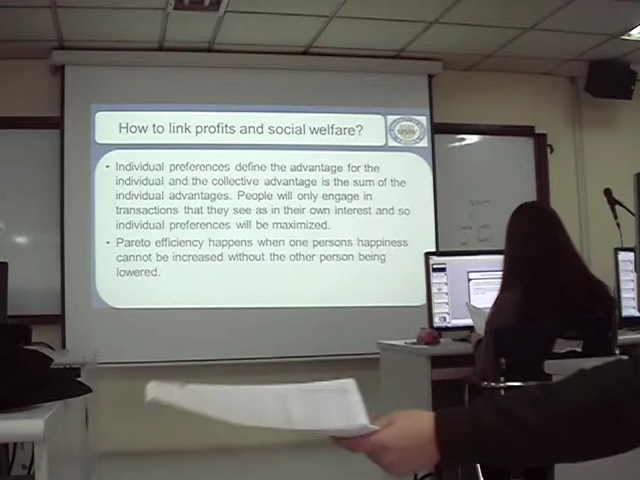 How to link profits and social welfare?
• Individual preferences define the advantage for the
individual and the collective advantage is the sum of the
individual advantages. People will only engage in
transactions that they see as in their own interest and so
individual preferences will be maximized.
• Pareto efficiency happens when one persons happiness
cannot be increased without the other person being
lowered.